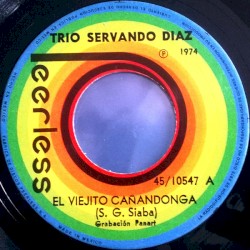 TRIO SERVANDO DIAZ
℗
1974
peerless
45/10547 A
EL VIEJITO CAÑANDONGA
(S. G. Siaba)
Grabación Panart